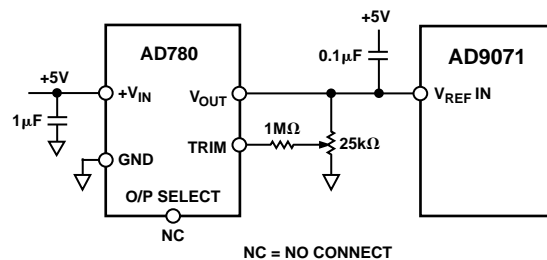 +5V
AD780
0.1µF
AD9071
+5V
+V_IN
V_OUT
V_REF IN
1µF
1MΩ
25kΩ
TRIM
GND
O/P SELECT
NC
NC = NO CONNECT